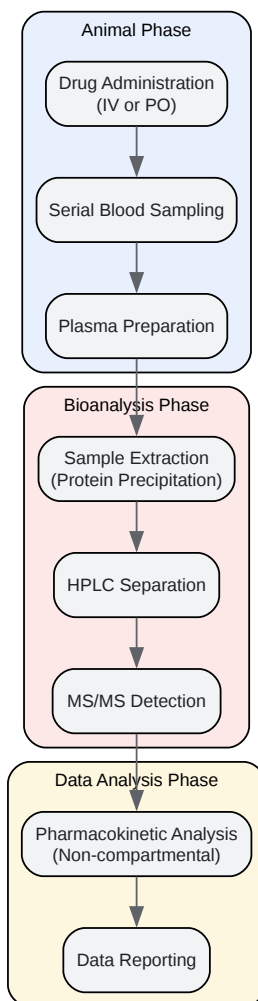 Animal Phase
Drug Administration
(IV or PO)
Serial Blood Sampling
Plasma Preparation
Bioanalysis Phase
Sample Extraction
(Protein Precipitation)
HPLC Separation
MS/MS Detection
Data Analysis Phase
Pharmacokinetic Analysis
(Non-compartmental)
Data Reporting